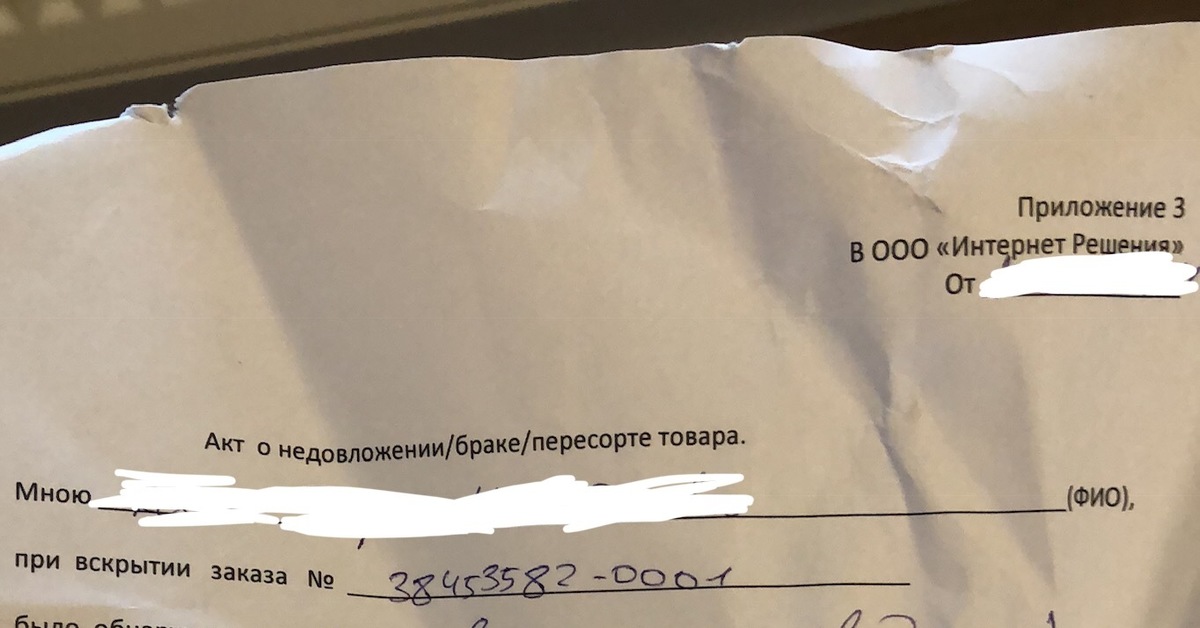 Приложение 3
В ООО «Интернет Решения»
От
Акт о недовложении/браке/пересорте товара.
Мною (ФИО),
при вскрытии заказа № 38453582-0001
было